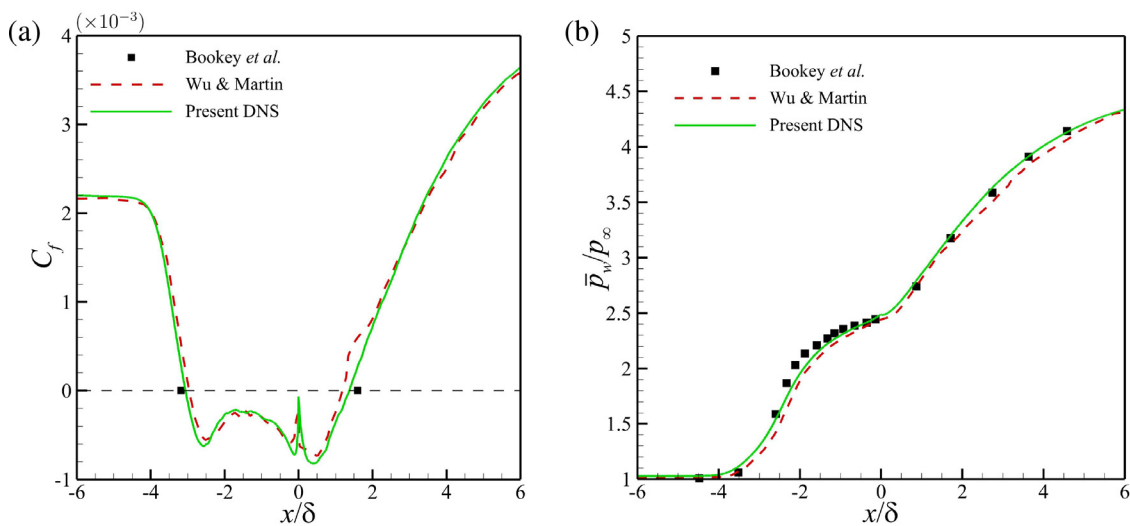 (a)
(×10⁻³)
4
3
2
1
0
-1
C_f
Bookey et al.
Wu & Martin
Present DNS
-6 -4 -2 0 2 4 6
x/δ
(b)
5
4.5
4
3.5
3
2.5
2
1.5
1
p̄_w/p_∞
Bookey et al.
Wu & Martin
Present DNS
-6 -4 -2 0 2 4 6
x/δ